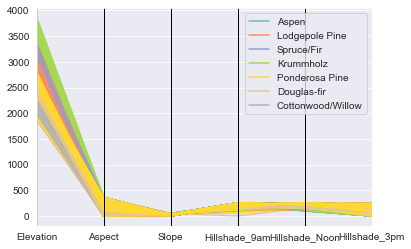 4000
3500
3000
2500
2000
1500
1000
500
0
Aspen
Lodgepole Pine
Spruce/Fir
Krummholz
Ponderosa Pine
Douglas-fir
Cottonwood/Willow
Elevation Aspect Slope Hillshade_9am Hillshade_Noon Hillshade_3pm